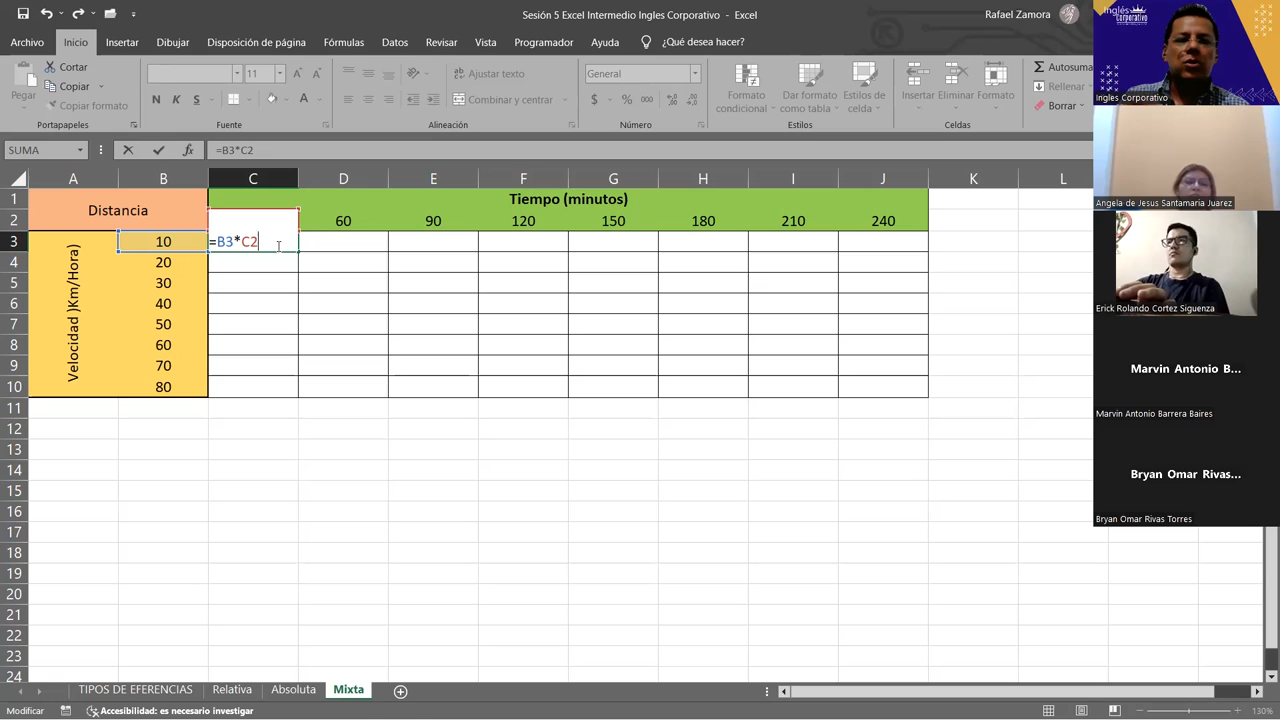 Sesión 5 Excel Intermedio Ingles Corporativo - Excel
Rafael Zamora
Archivo Inicio Insertar Dibujar Disposición de página Fórmulas Datos Revisar Vista Programador Ayuda ¿Qué desea hacer?
Pegar
Cortar
Copiar
Copiar formato
Portapapeles
11
N K S
Fuente
Ajustar texto
Combinar y centrar
Alineación
General
$ % 000
Número
Formato condicional
Dar formato como tabla
Estilos de celda
Estilos
Insertar Eliminar Formato
Celdas
Autosuma
Rellenar
Borrar
SUMA
fx
=B3*C2
A B C D E F G H I J K L
1 Distancia Tiempo (minutos)
2 60 90 120 150 180 210 240
Velocidad )Km/Hora)
3 10 =B3*C2
4 20
5 30
6 40
7 50
8 60
9 70
10 80
11
12
13
14
15
16
17
18
19
20
21
22
23
24
TIPOS DE EFERENCIAS Relativa Absoluta Mixta
Modificar
Accesibilidad: es necesario investigar
130%
Inglés
Corporativo
Ingles Corporativo
Angela de Jesus Santamaria Juarez
Erick Rolando Cortez Siguenza
Marvin Antonio B...
Marvin Antonio Barrera Baires
Bryan Omar Rivas...
Bryan Omar Rivas Torres